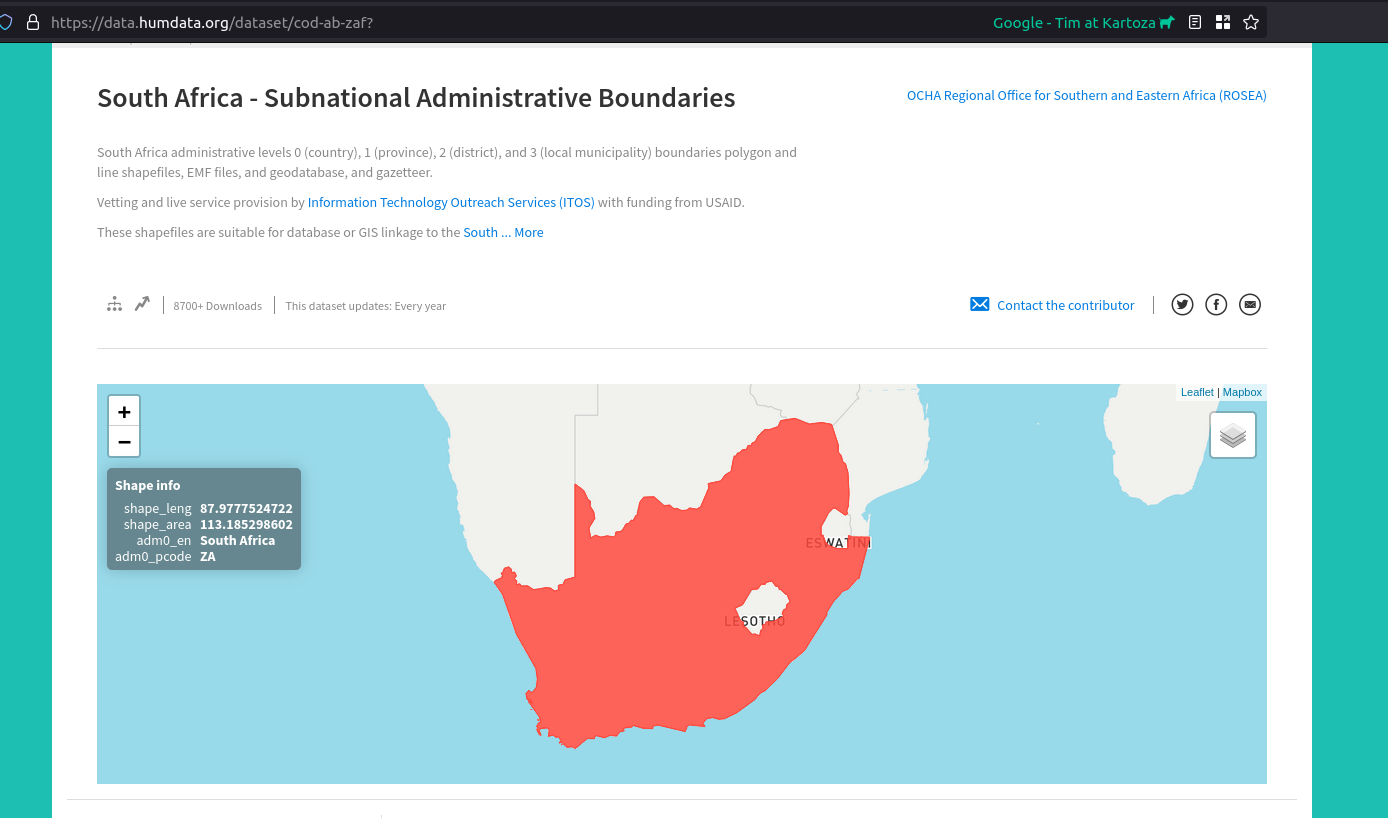 https://data.humdata.org/dataset/cod-ab-zaf?
Google - Tim at Kartoza
South Africa - Subnational Administrative Boundaries
OCHA Regional Office for Southern and Eastern Africa (ROSEA)
South Africa administrative levels 0 (country), 1 (province), 2 (district), and 3 (local municipality) boundaries polygon and
line shapefiles, EMF files, and geodatabase, and gazetteer.
Vetting and live service provision by Information Technology Outreach Services (ITOS) with funding from USAID.
These shapefiles are suitable for database or GIS linkage to the South ... More
8700+ Downloads
This dataset updates: Every year
Contact the contributor
Leaflet | Mapbox
+
−
Shape info
shape_leng 87.9777524722
shape_area 113.185298602
adm0_en South Africa
adm0_pcode ZA
ESWATINI
LESOTHO